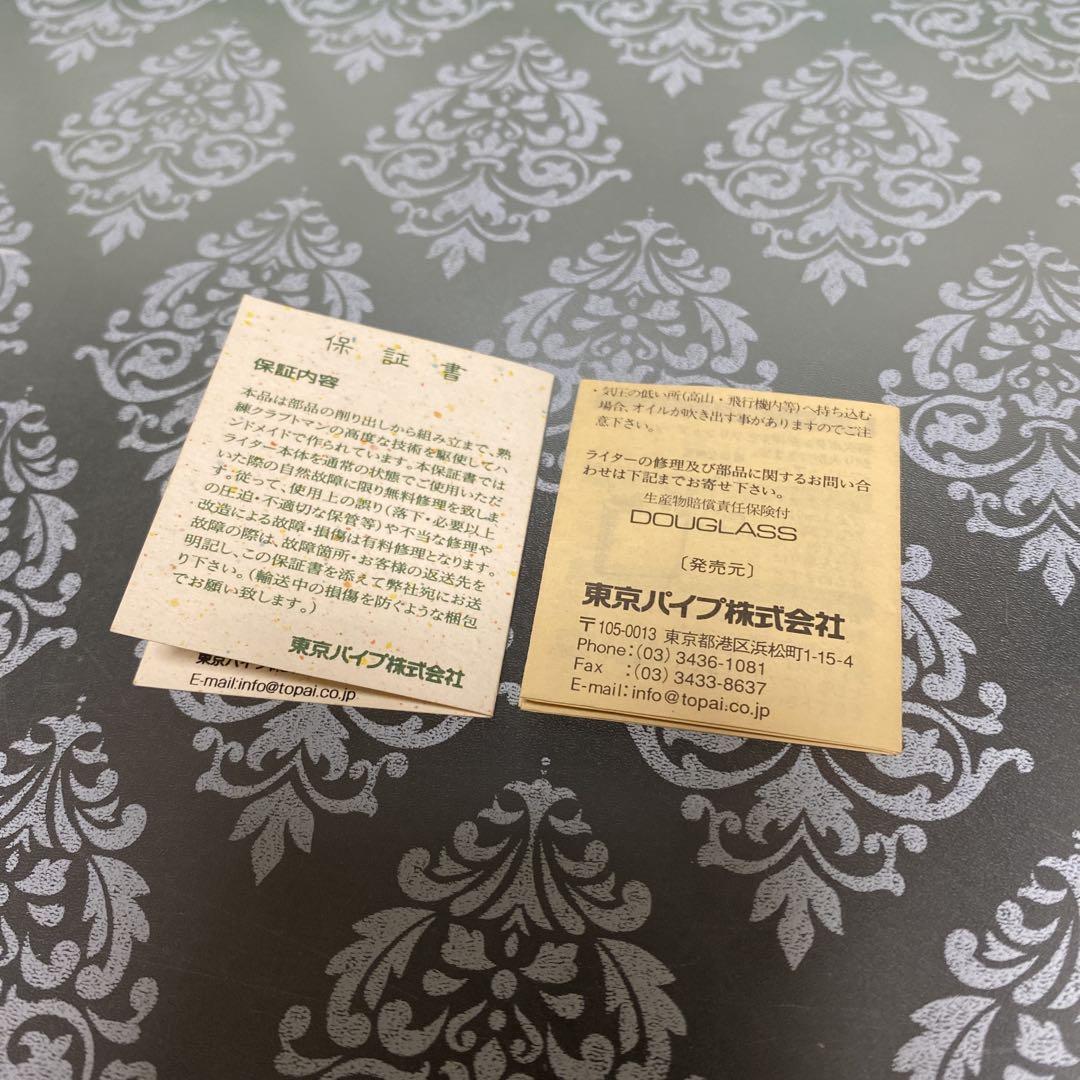 保証書
保証内容
本品は部品の削り出しから組み立まで、熟
練クラフトマンの高度な技術を駆使してハ
ンドメイドで作られています。本保証書では
ライター本体を通常の状態でご使用いただ
いた際の自然故障に限り無料修理を致しま
す。従って、使用上の誤り(落下・必要以上
の圧迫・不適切な保管等)や不当な修理や
改造による故障・損傷は有料修理となります。
故障の際は、故障箇所・お客様の返送先を
明記し、この保証書を添えて弊社宛にお送
り下さい。(輸送中の損傷を防ぐような梱包
でお願い致します。)
東京パイプ株式会社
東京パイプ
E-mail:info@topai.co.jp
・気圧の低い所(高山・飛行機内等)へ持ち込む
場合、オイルが吹き出す事がありますのでご注
意下さい。
ライターの修理及び部品に関するお問い合
わせは下記までお寄せ下さい。
生産物賠償責任保険付
DOUGLASS
〔発売元〕
東京パイプ株式会社
〒105-0013 東京都港区浜松町1-15-4
Phone:(03) 3436-1081
Fax :(03) 3433-8637
E-mail:info@topai.co.jp